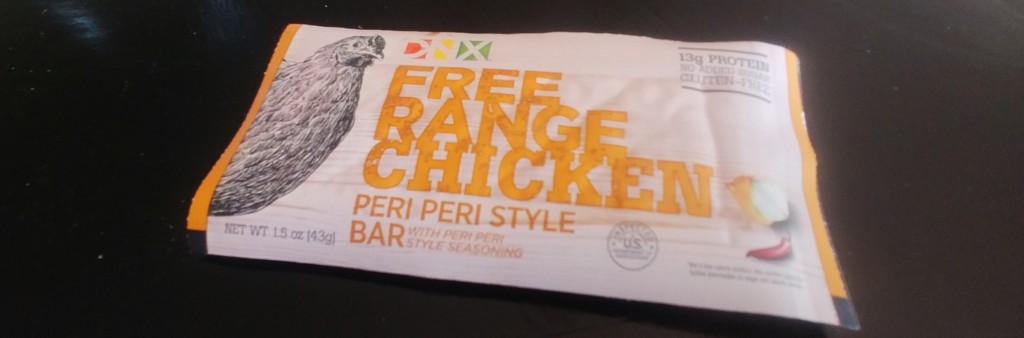 DNX
FREE
RANGE
CHICKEN
PERI PERI STYLE
BAR WITH PERI PERI
STYLE SEASONING
NET WT 1.5 oz (43g)
13g PROTEIN
NO ADDED SUGAR
GLUTEN-FREE
U.S.